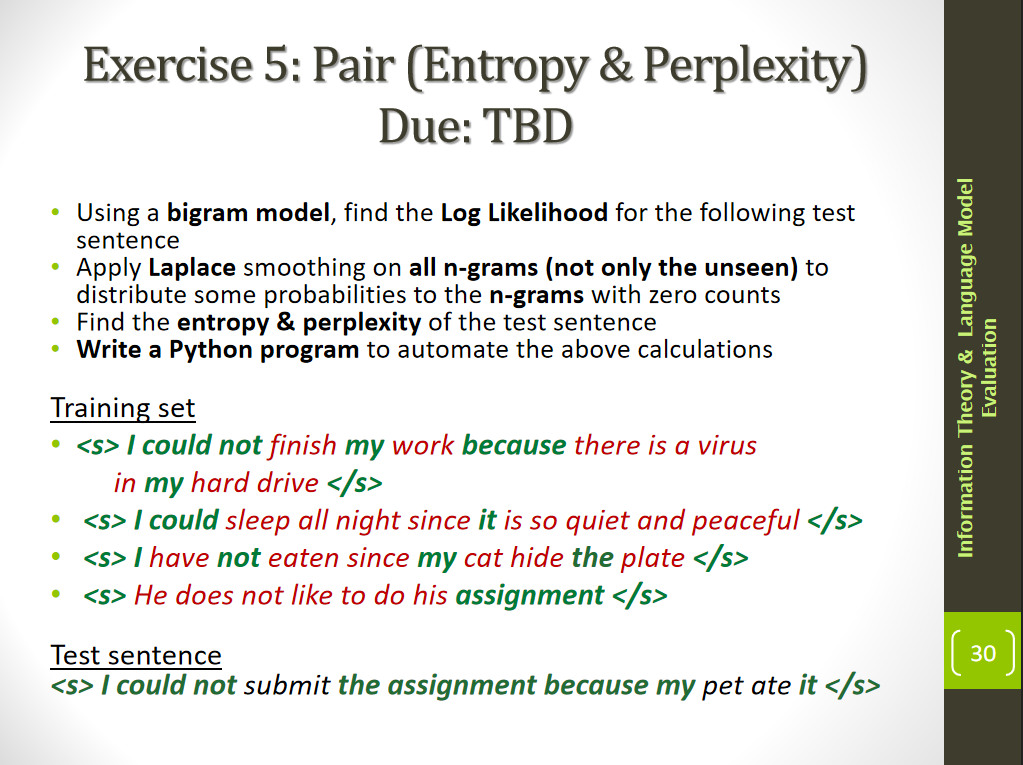 Exercise 5: Pair (Entropy & Perplexity)
Due: TBD
• Using a bigram model, find the Log Likelihood for the following test
sentence
• Apply Laplace smoothing on all n-grams (not only the unseen) to
distribute some probabilities to the n-grams with zero counts
• Find the entropy & perplexity of the test sentence
• Write a Python program to automate the above calculations
Training set
• <s> I could not finish my work because there is a virus
in my hard drive </s>
• <s> I could sleep all night since it is so quiet and peaceful </s>
• <s> I have not eaten since my cat hide the plate </s>
• <s> He does not like to do his assignment </s>
Test sentence
<s> I could not submit the assignment because my pet ate it </s>
Information Theory & Language Model
Evaluation
30